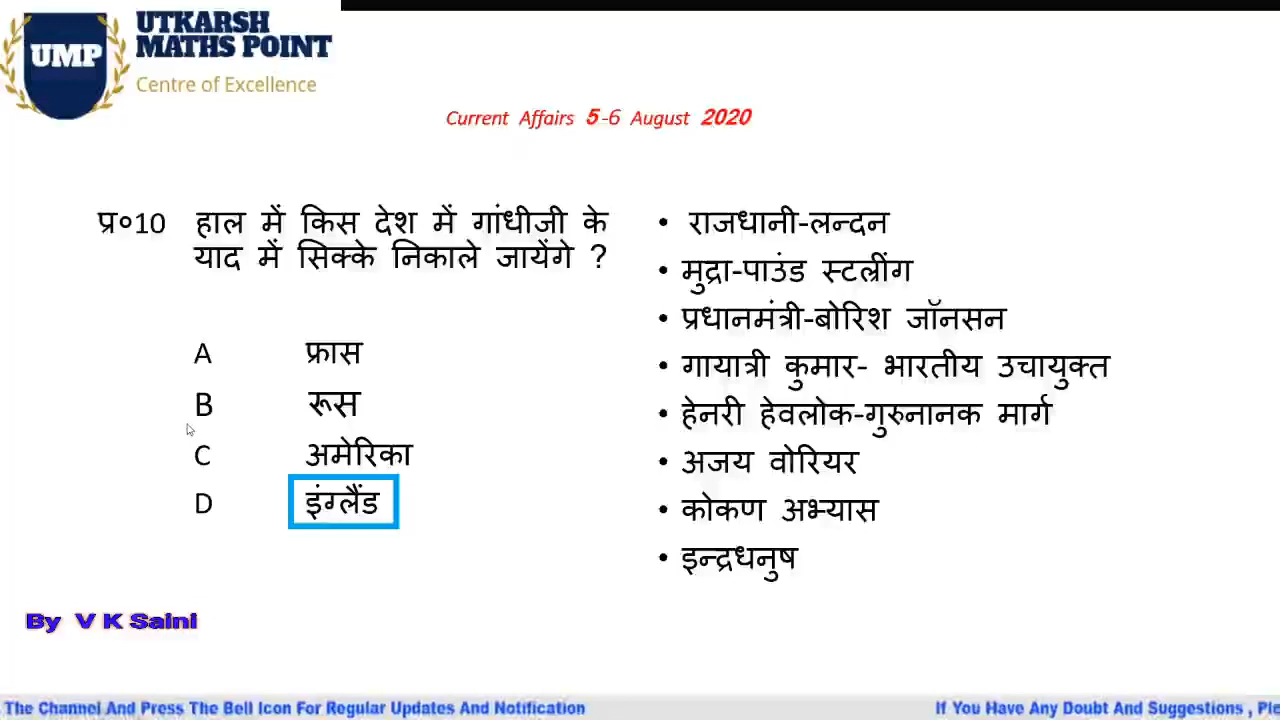 UMP
UTKARSH
MATHS POINT
Centre of Excellence
Current Affairs 5-6 August 2020
प्र०10 हाल में किस देश में गांधीजी के
याद में सिक्के निकाले जायेंगे ?
A फ्रास
B रूस
C अमेरिका
D इंग्लैंड
• राजधानी-लन्दन
• मुद्रा-पाउंड स्टर्लींग
• प्रधानमंत्री-बोरिश जॉनसन
• गायात्री कुमार- भारतीय उचायुक्त
• हेनरी हेवलोक-गुरुनानक मार्ग
• अजय वोरियर
• कोकण अभ्यास
• इन्द्रधनुष
By V K Saini
The Channel And Press The Bell Icon For Regular Updates And Notification
If You Have Any Doubt And Suggestions , Ple